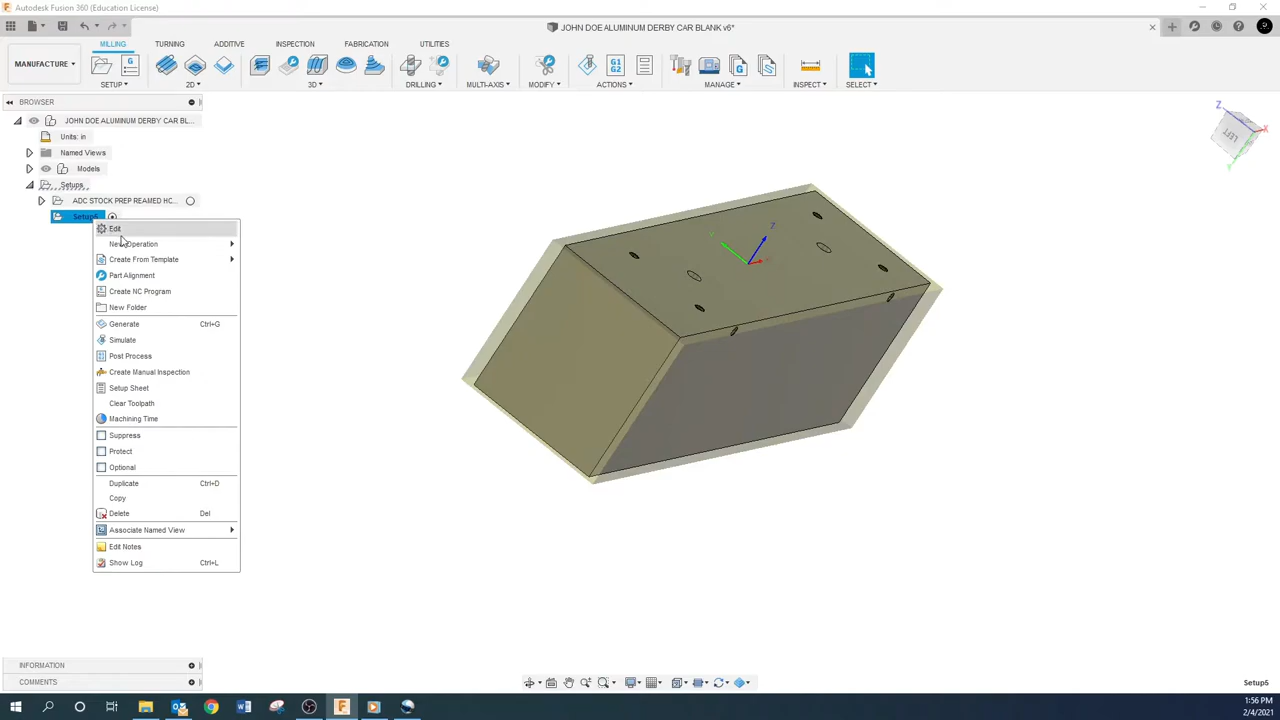 Autodesk Fusion 360 (Education License)
JOHN DOE ALUMINUM DERBY CAR BLANK v6*
MILLING TURNING ADDITIVE INSPECTION FABRICATION UTILITIES
MANUFACTURE
G1
G2
SETUP 2D 3D DRILLING MULTI-AXIS MODIFY ACTIONS MANAGE INSPECT SELECT
BROWSER
JOHN DOE ALUMINUM DERBY CAR BL...
Units: in
Named Views
Models
Setups
ADC STOCK PREP REAMED HC...
Setup5
Edit
New Operation
Create From Template
Part Alignment
Create NC Program
New Folder
Generate Ctrl+G
Simulate
Post Process
Create Manual Inspection
Setup Sheet
Clear Toolpath
Machining Time
Suppress
Protect
Optional
Duplicate Ctrl+D
Copy
Delete Del
Associate Named View
Edit Notes
Show Log Ctrl+L
Z
X
LEFT
Y
Z
Y
INFORMATION
COMMENTS
Setup5
1:56 PM
2/4/2021